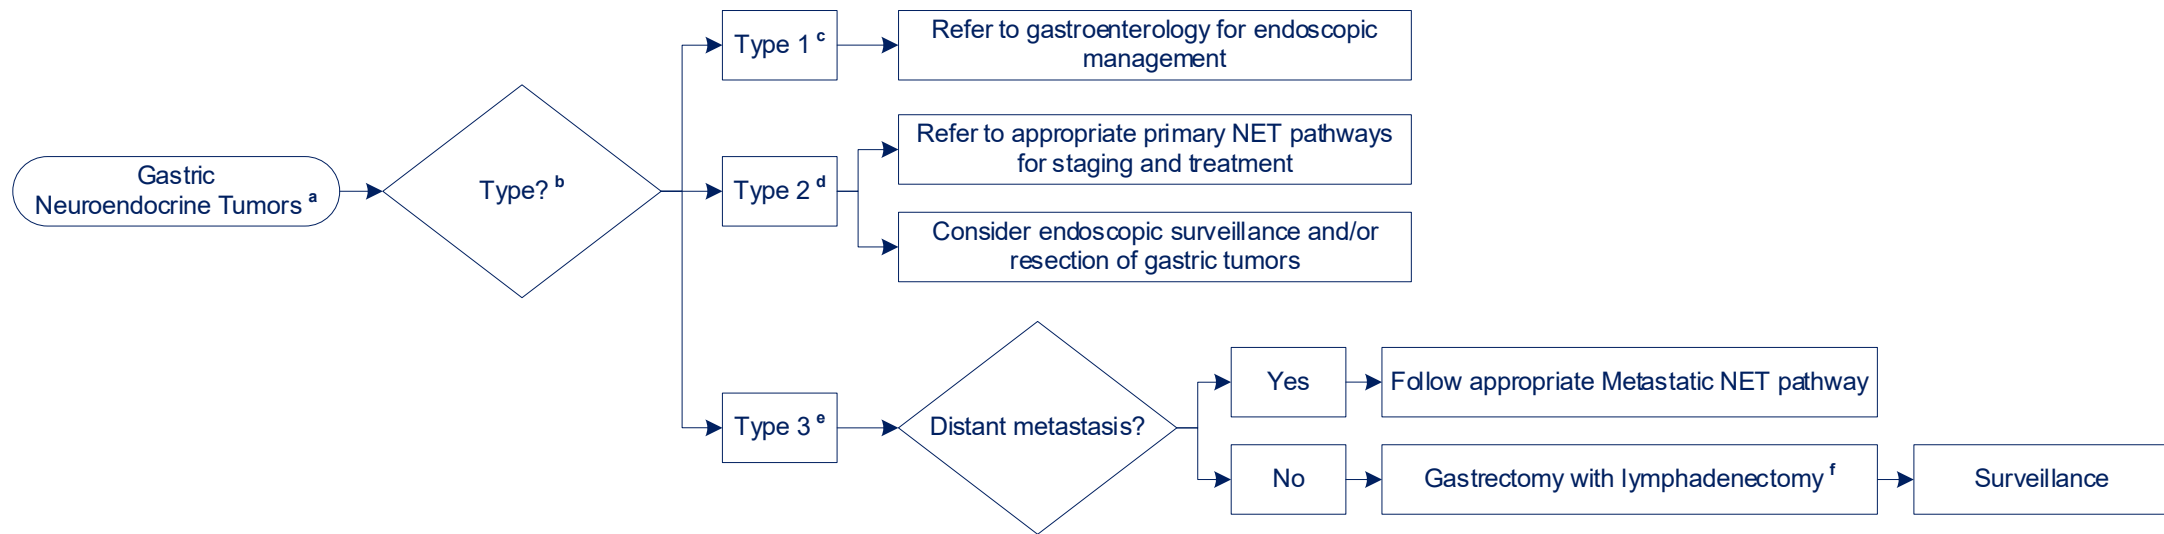 Gastric
Neuroendocrine Tumors a
Type? b
Type 1 c
Refer to gastroenterology for endoscopic
management
Type 2 d
Refer to appropriate primary NET pathways
for staging and treatment
Consider endoscopic surveillance and/or
resection of gastric tumors
Type 3 e
Distant metastasis?
Yes
Follow appropriate Metastatic NET pathway
No
Gastrectomy with lymphadenectomy f
Surveillance